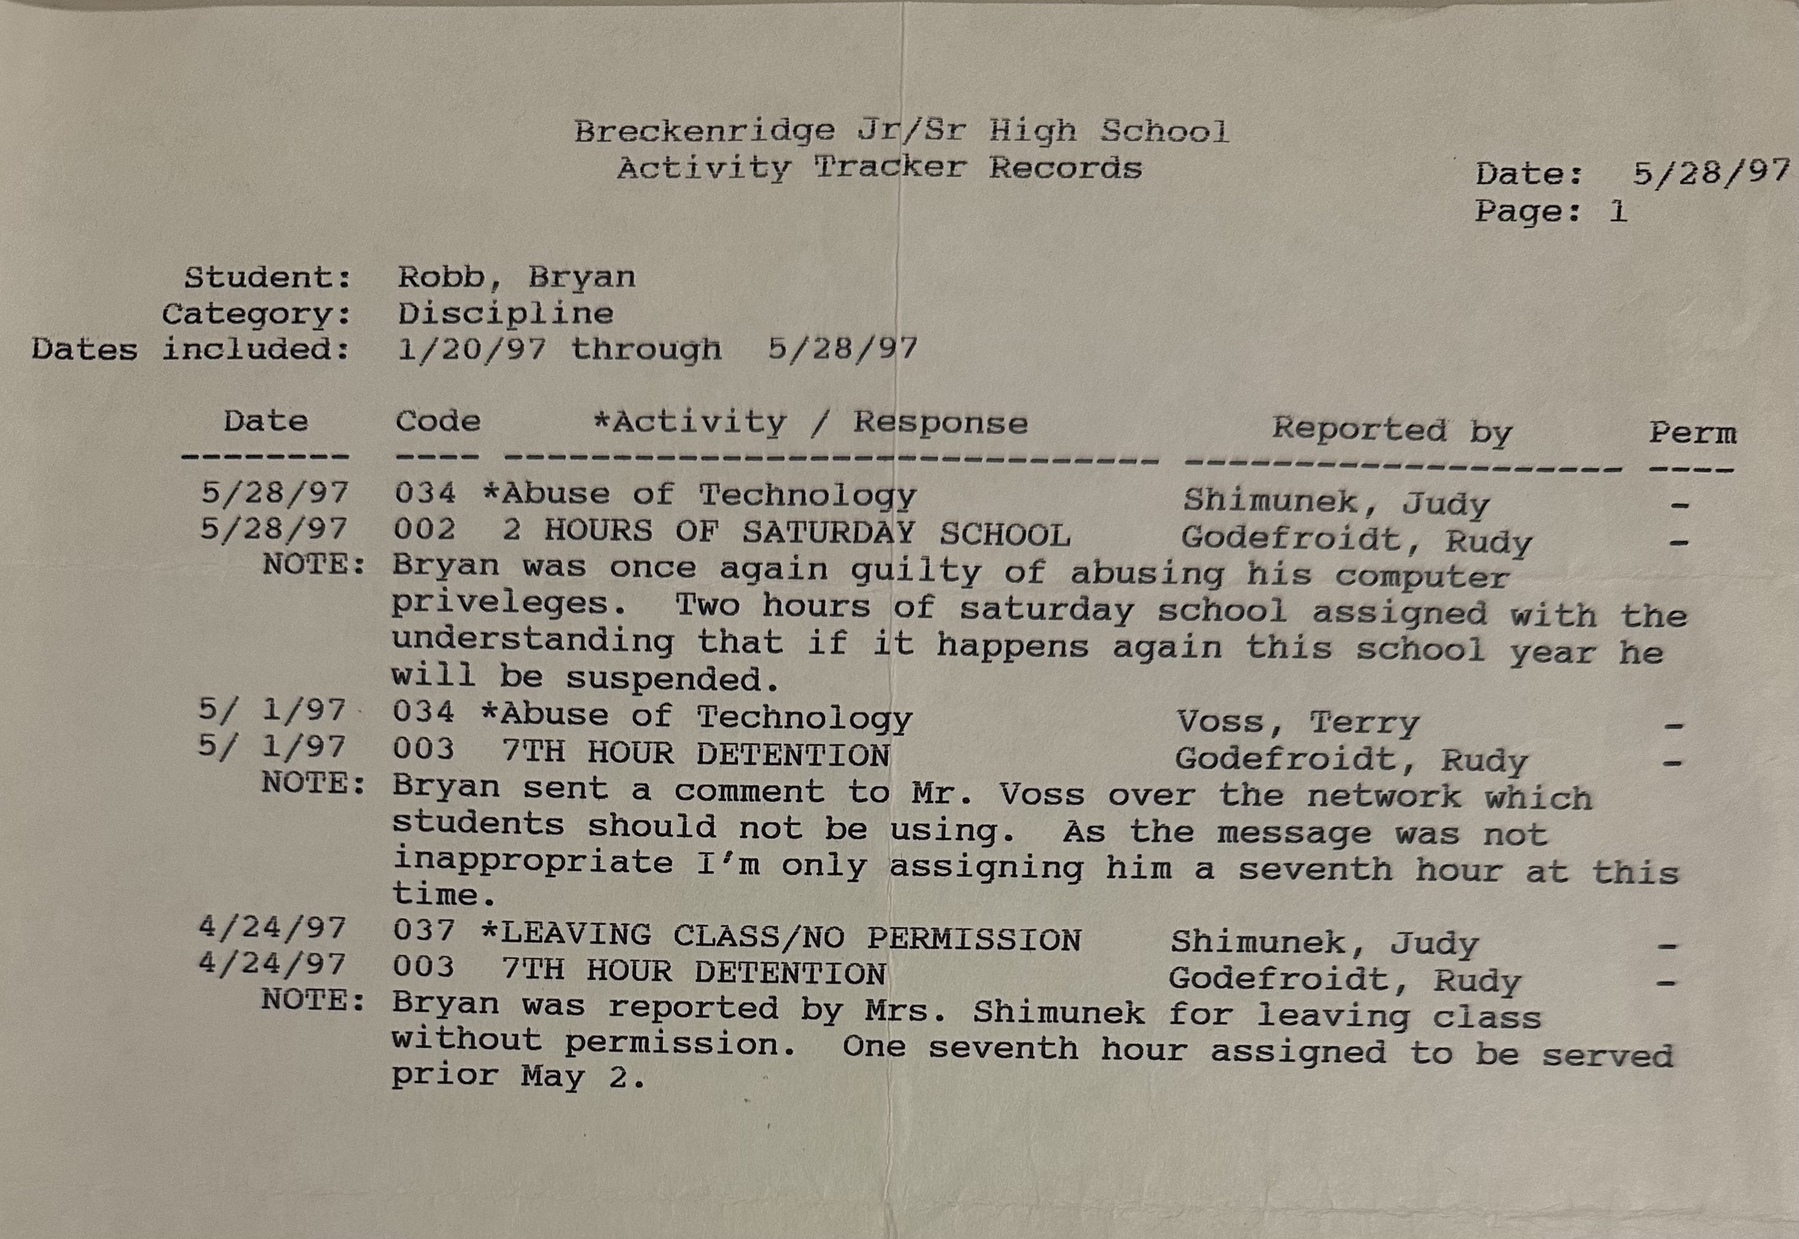 Breckenridge Jr/Sr High School
Activity Tracker Records
Date: 5/28/97
Page: 1
Student: Robb, Bryan
Category: Discipline
Dates included: 1/20/97 through 5/28/97
Date Code *Activity / Response Reported by Perm
-------- ---- ------------------------------ -------------------- ----
5/28/97 034 *Abuse of Technology Shimunek, Judy -
5/28/97 002 2 HOURS OF SATURDAY SCHOOL Godefroidt, Rudy -
NOTE: Bryan was once again guilty of abusing his computer
priveleges. Two hours of saturday school assigned with the
understanding that if it happens again this school year he
will be suspended.
5/ 1/97 034 *Abuse of Technology Voss, Terry -
5/ 1/97 003 7TH HOUR DETENTION Godefroidt, Rudy -
NOTE: Bryan sent a comment to Mr. Voss over the network which
students should not be using. As the message was not
inappropriate I'm only assigning him a seventh hour at this
time.
4/24/97 037 *LEAVING CLASS/NO PERMISSION Shimunek, Judy -
4/24/97 003 7TH HOUR DETENTION Godefroidt, Rudy -
NOTE: Bryan was reported by Mrs. Shimunek for leaving class
without permission. One seventh hour assigned to be served
prior May 2.